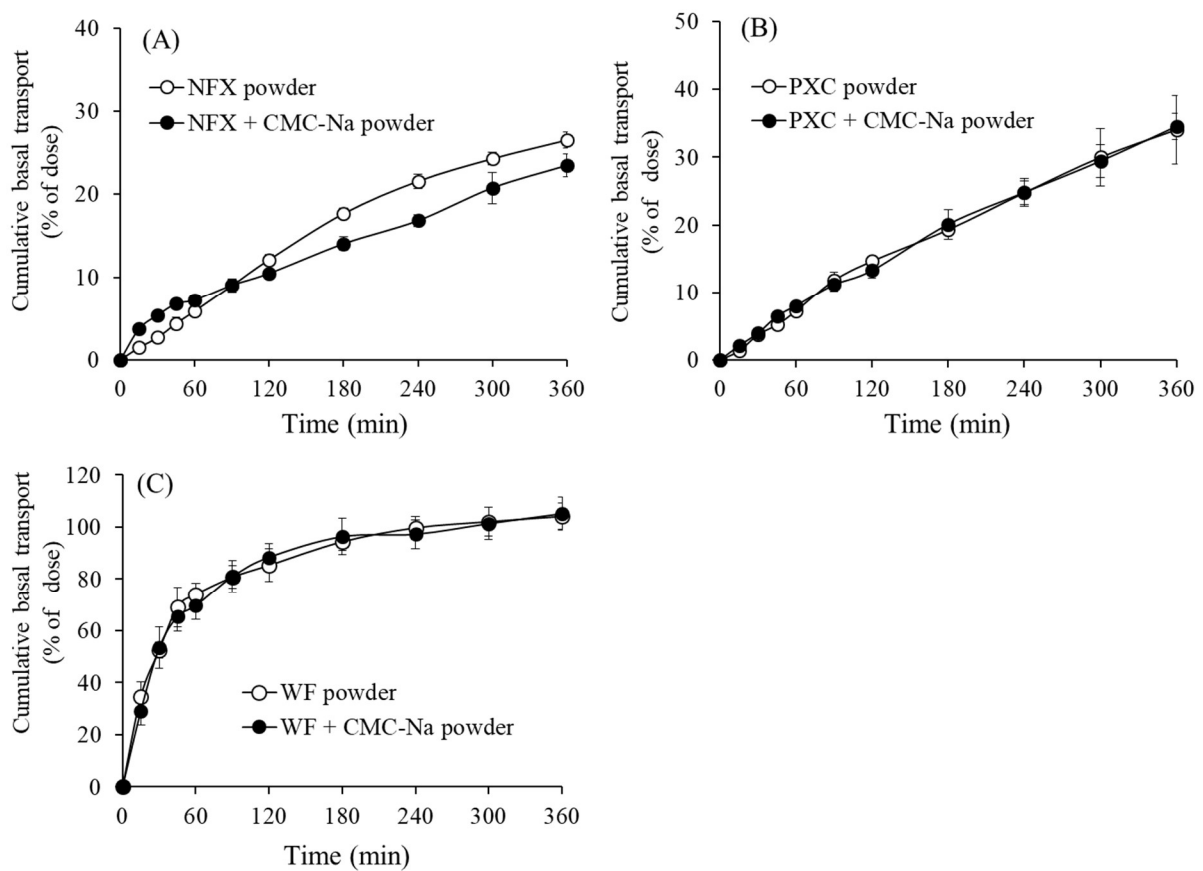 (A)
NFX powder
NFX + CMC-Na powder
Cumulative basal transport
(% of dose)
40
30
20
10
0
0 60 120 180 240 300 360
Time (min)
(B)
PXC powder
PXC + CMC-Na powder
Cumulative basal transport
(% of dose)
50
40
30
20
10
0
0 60 120 180 240 300 360
Time (min)
(C)
WF powder
WF + CMC-Na powder
Cumulative basal transport
(% of dose)
120
100
80
60
40
20
0
0 60 120 180 240 300 360
Time (min)